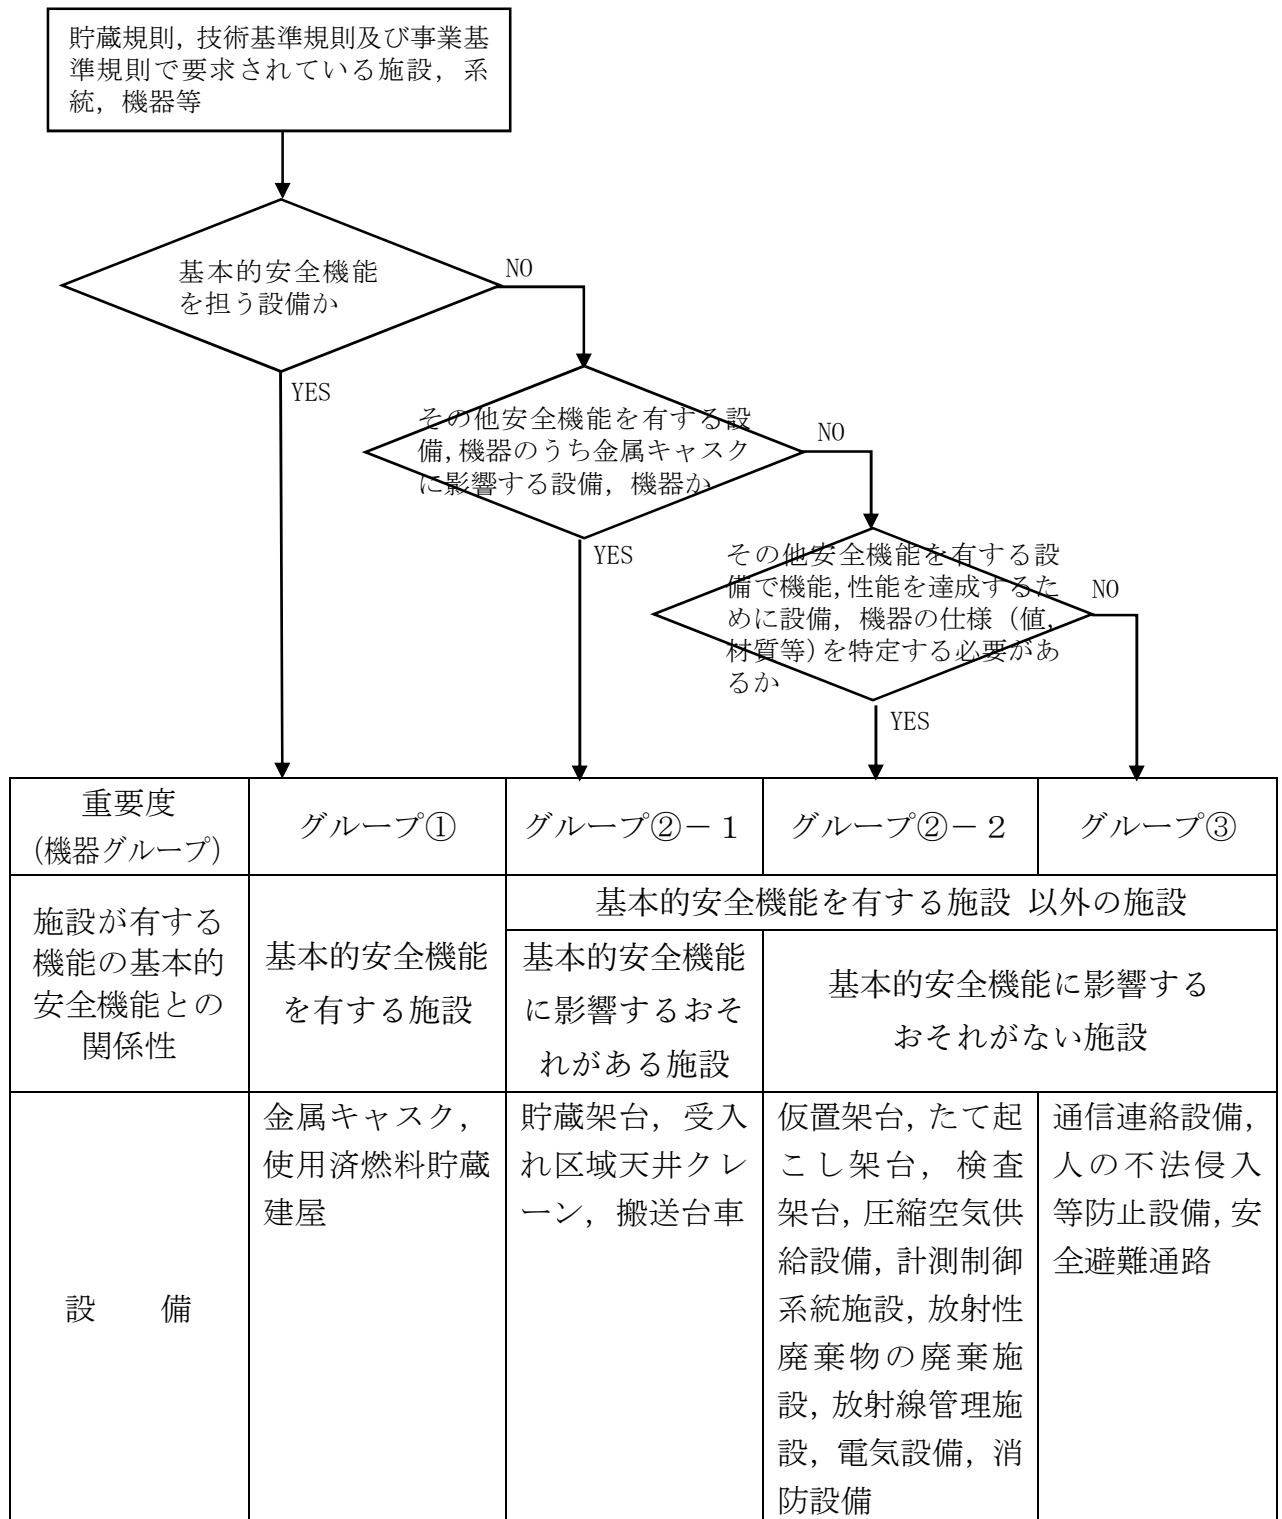 貯蔵規則，技術基準規則及び事業基
準規則で要求されている施設，系
統，機器等
基本的安全機能
を担う設備か
NO
YES
その他安全機能を有する設
備，機器のうち金属キャスク
に影響する設備，機器か
NO
YES
その他安全機能を有する設
備で機能，性能を達成するた
めに設備，機器の仕様（値，
材質等）を特定する必要があ
るか
NO
YES
重要度
（機器グループ）
グループ①
グループ②－１
グループ②－２
グループ③
施設が有する
機能の基本的
安全機能との
関係性
基本的安全機能
を有する施設
基本的安全機能を有する施設 以外の施設
基本的安全機能
に影響するおそ
れがある施設
基本的安全機能に影響する
おそれがない施設
設　備
金属キャスク，
使用済燃料貯蔵
建屋
貯蔵架台，受入
れ区域天井クレ
ーン，搬送台車
仮置架台，たて起
こし架台，検査
架台，圧縮空気供
給設備，計測制御
系統施設，放射性
廃棄物の廃棄施
設，放射線管理施
設，電気設備，消
防設備
通信連絡設備，
人の不法侵入
等防止設備，安
全避難通路